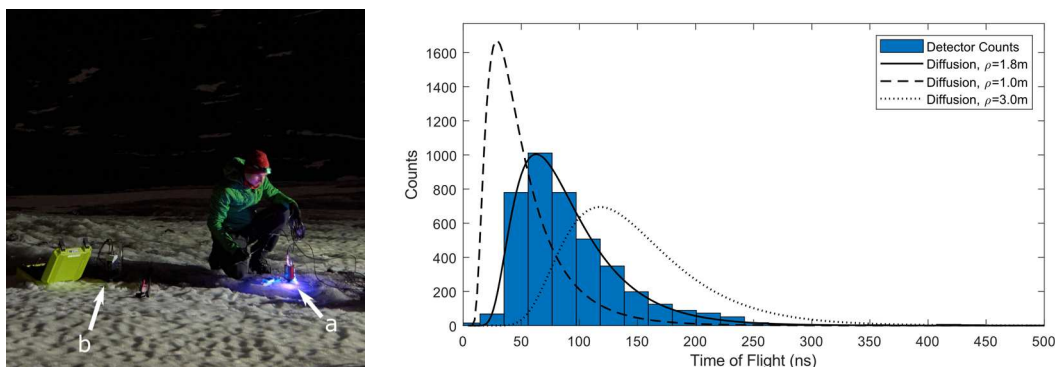 b
a
1600
1400
1200
1000
800
600
400
200
0
Counts
0 50 100 150 200 250 300 350 400 450 500
Time of Flight (ns)
Detector Counts
Diffusion, ρ=1.8m
Diffusion, ρ=1.0m
Diffusion, ρ=3.0m